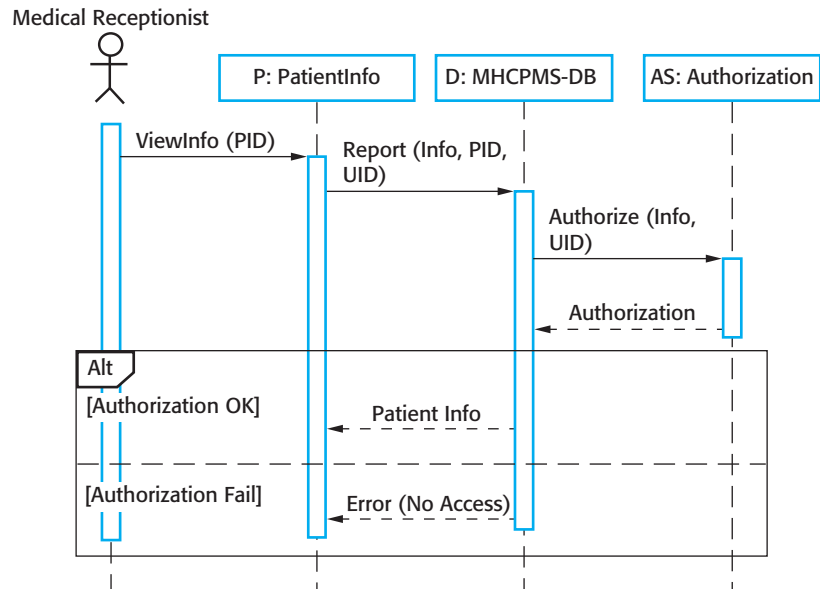 Medical Receptionist
P: PatientInfo
D: MHCPMS-DB
AS: Authorization
ViewInfo (PID)
Report (Info, PID,
UID)
Authorize (Info,
UID)
Authorization
Alt
[Authorization OK]
Patient Info
[Authorization Fail]
Error (No Access)